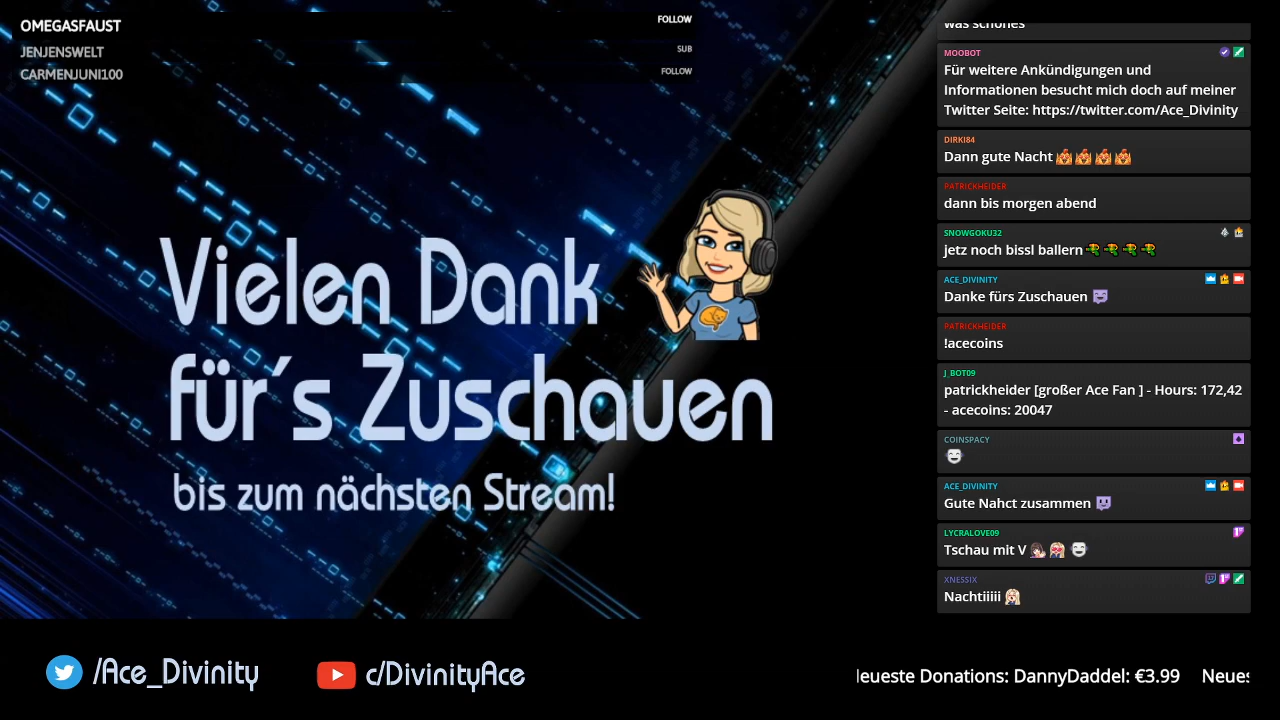 OMEGASFAUST FOLLOW
JENJENSWELT SUB
CARMENJUNI100 FOLLOW
Vielen Dank
für´s Zuschauen
bis zum nächsten Stream!
was schönes
MOOBOT
Für weitere Ankündigungen und
Informationen besucht mich doch auf meiner
Twitter Seite: https://twitter.com/Ace_Divinity
DIRKI84
Dann gute Nacht
PATRICKHEIDER
dann bis morgen abend
SNOWGOKU32
jetz noch bissl ballern
ACE_DIVINITY
Danke fürs Zuschauen
PATRICKHEIDER
!acecoins
J_BOT09
patrickheider [großer Ace Fan ] - Hours: 172,42
- acecoins: 20047
COINSPACY
ACE_DIVINITY
Gute Nahct zusammen
LYCRALOVE09
Tschau mit V
XNESSIX
Nachtiiiii
/Ace_Divinity
c/DivinityAce
leueste Donations: DannyDaddel: €3.99 Neues